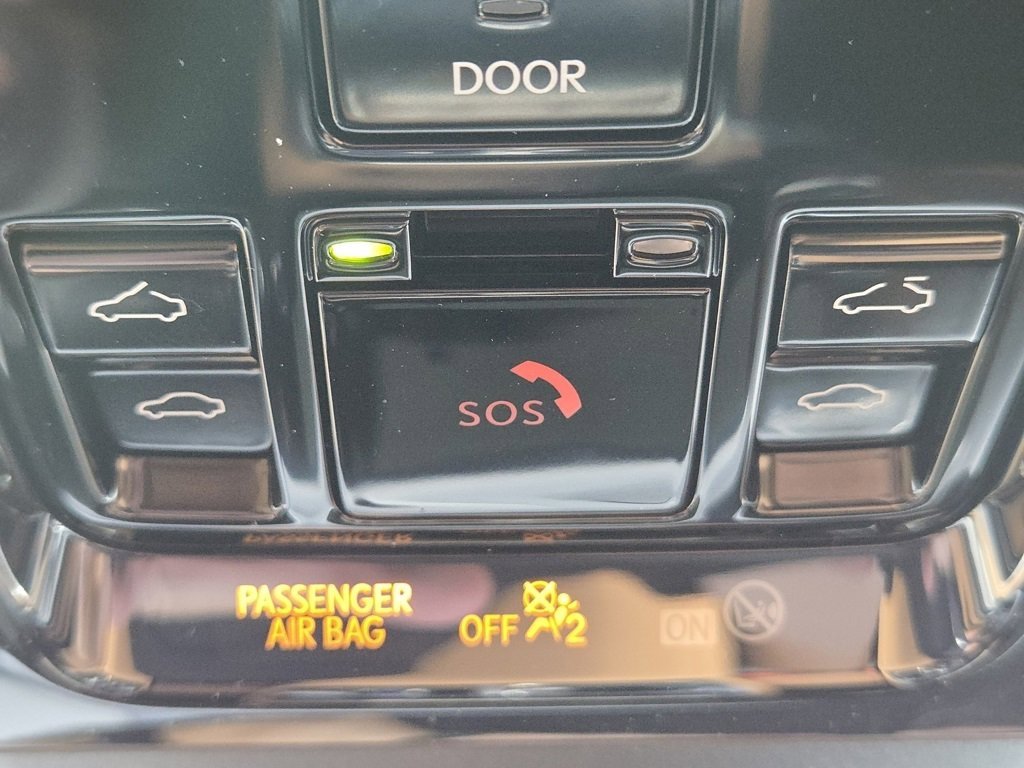 DOOR
SOS
PASSENGER
AIR BAG
OFF 2
ON